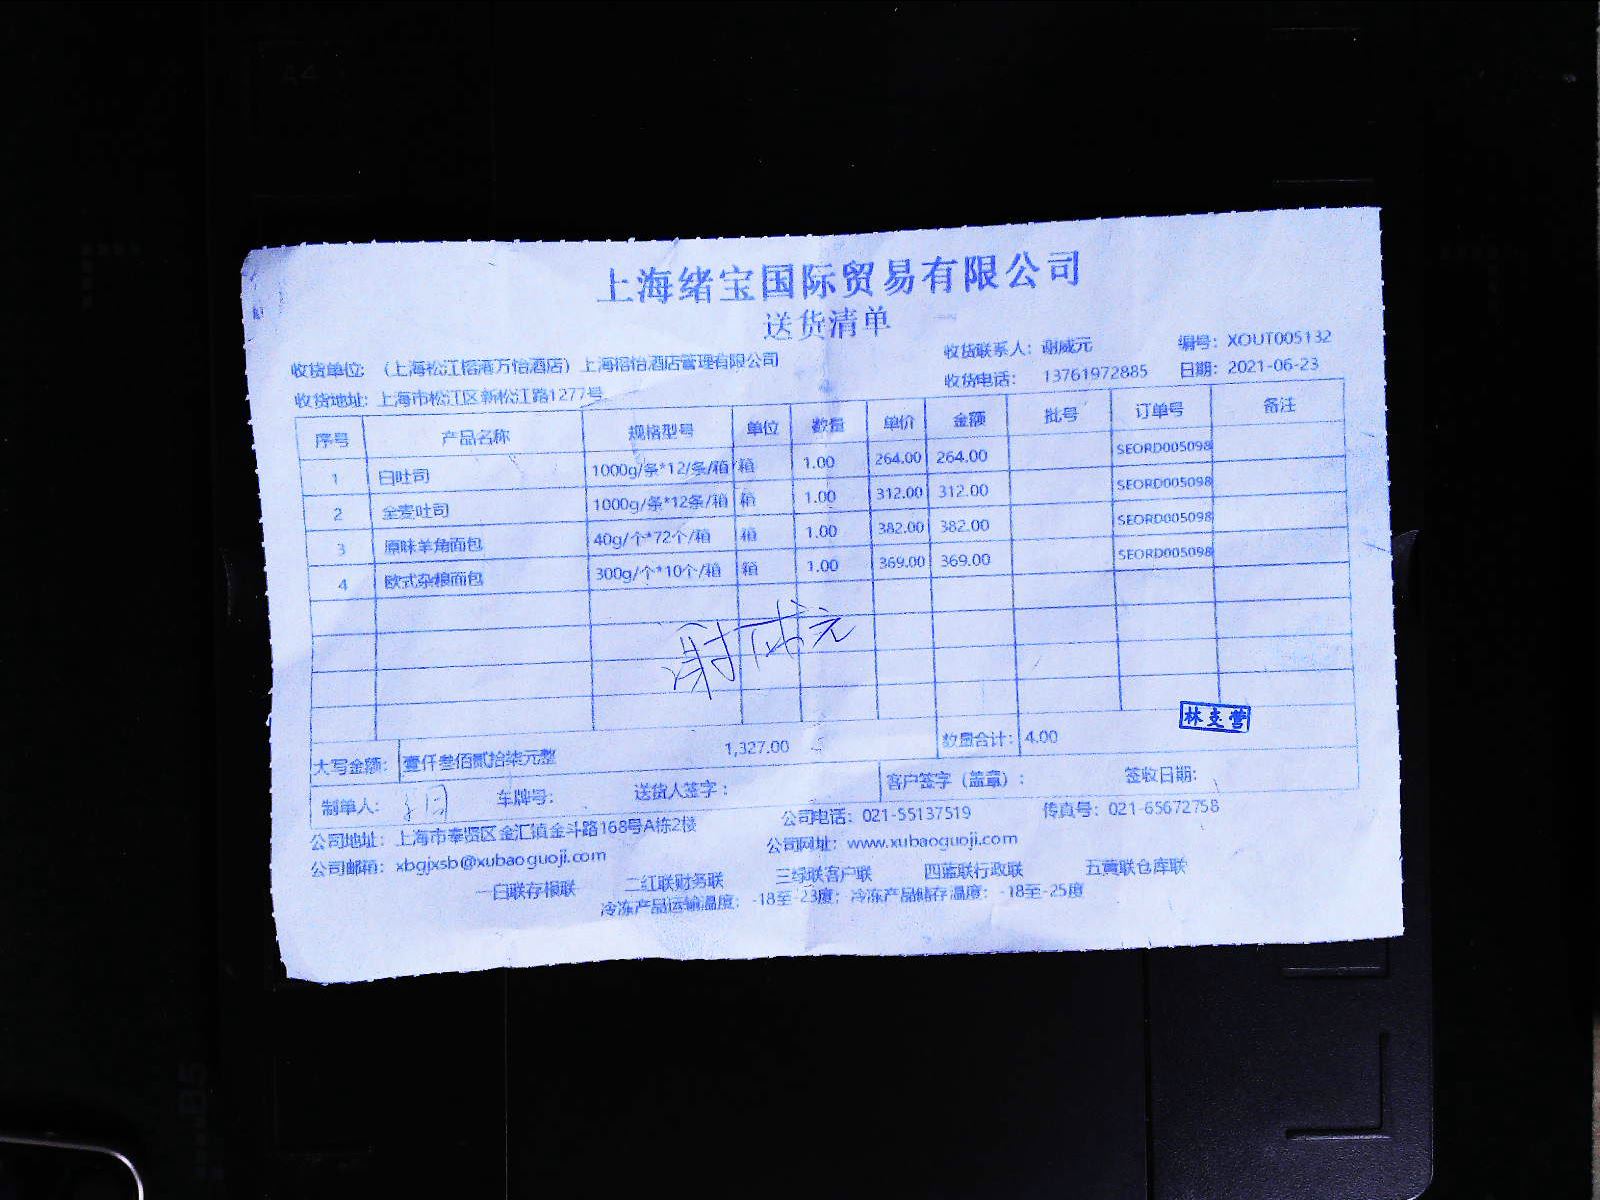 上海绪宝国际贸易有限公司
送货清单
收货单位: (上海松江榕港万怡酒店)上海榕怡酒店管理有限公司 收货联系人: 谢威元 编号: XOUT005132
收货地址: 上海市松江区新松江路1277号 收货电话: 13761972885 日期: 2021-06-23
序号 产品名称 规格型号 单位 数量 单价 金额 批号 订单号 备注
1 白吐司 1000g/条*12/条/箱 箱 1.00 264.00 264.00 SEORD005098
2 全麦吐司 1000g/条*12条/箱 箱 1.00 312.00 312.00 SEORD005098
3 原味羊角面包 40g/个*72个/箱 箱 1.00 382.00 382.00 SEORD005098
4 欧式杂粮面包 300g/个*10个/箱 箱 1.00 369.00 369.00 SEORD005098
谢威元
林支营
大写金额: 壹仟叁佰贰拾柒元整 1,327.00 数量合计: 4.00
制单人: 车牌号: 送货人签字: 客户签字(盖章): 签收日期:
公司地址: 上海市奉贤区金汇镇金斗路168号A栋2楼 公司电话: 021-55137519 传真号: 021-65672758
公司邮箱: xbgjxsb@xubaoguoji.com 公司网址: www.xubaoguoji.com
一白联存根联 二红联财务联 三绿联客户联 四蓝联行政联 五黄联仓库联
冷冻产品运输温度: -18至-23度; 冷冻产品储存温度: -18至-25度
A4
B5